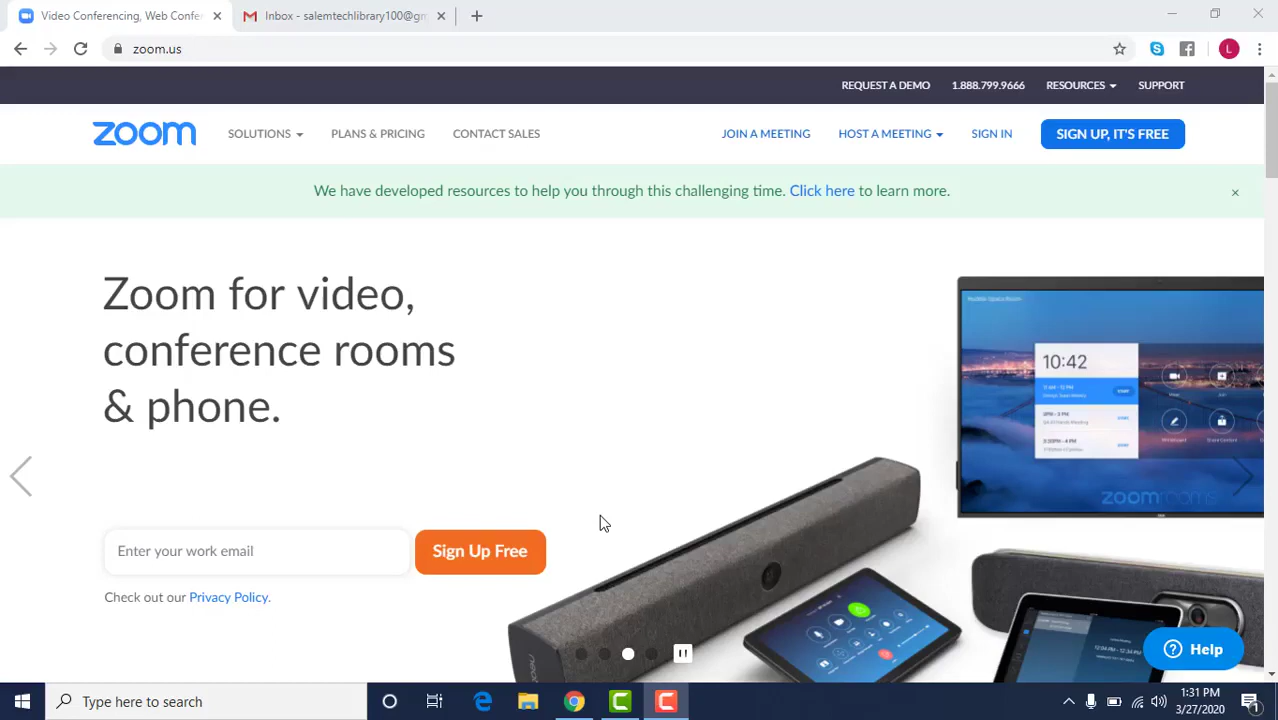 Video Conferencing, Web Confe
Inbox - salemtechlibrary100@gm
zoom.us
L
REQUEST A DEMO
1.888.799.9666
RESOURCES
SUPPORT
zoom
SOLUTIONS
PLANS & PRICING
CONTACT SALES
JOIN A MEETING
HOST A MEETING
SIGN IN
SIGN UP, IT'S FREE
We have developed resources to help you through this challenging time. Click here to learn more.
Zoom for video,
conference rooms
& phone.
10:42
START
zoomrooms
Enter your work email
Sign Up Free
Check out our Privacy Policy.
Help
Type here to search
1:31 PM
3/27/2020